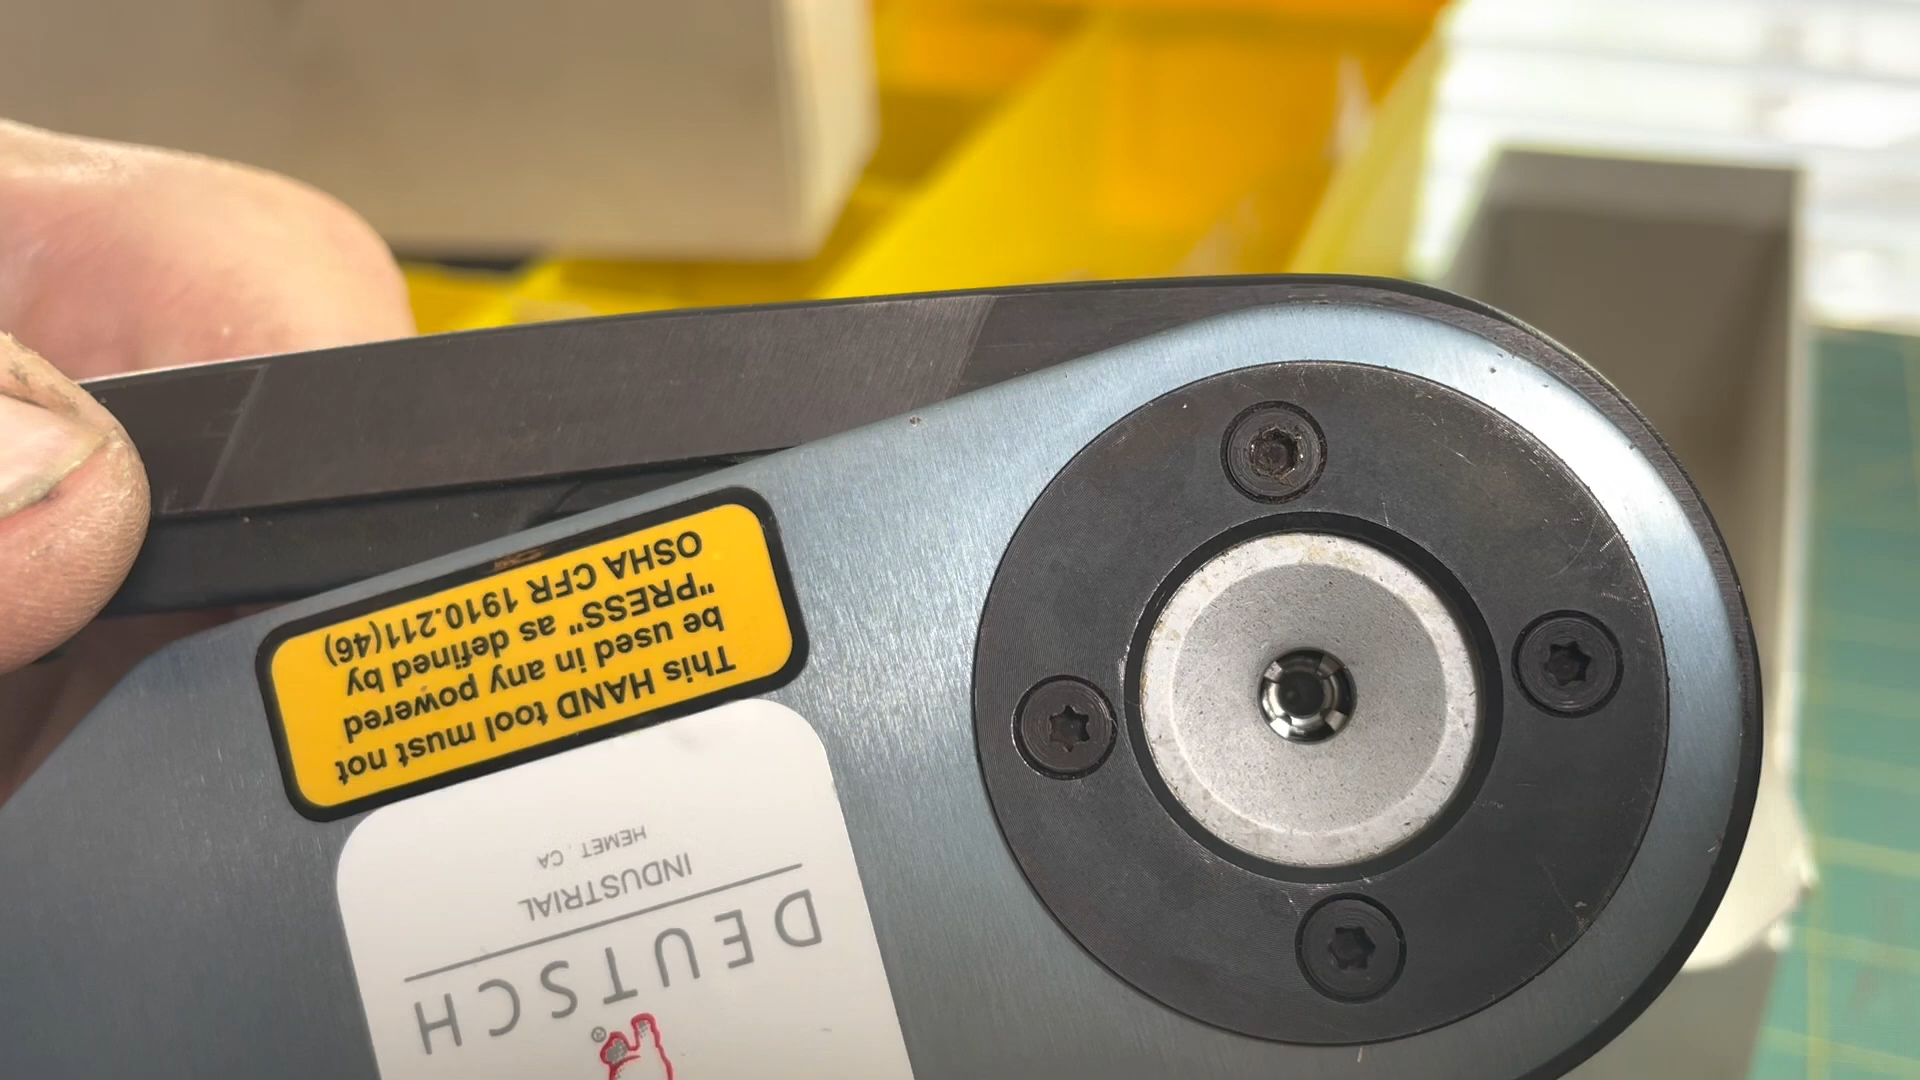 This HAND tool must not
be used in any powered
"PRESS" as defined by
OSHA CFR 1910.211(46)
®
DEUTSCH
INDUSTRIAL
HEMET, CA